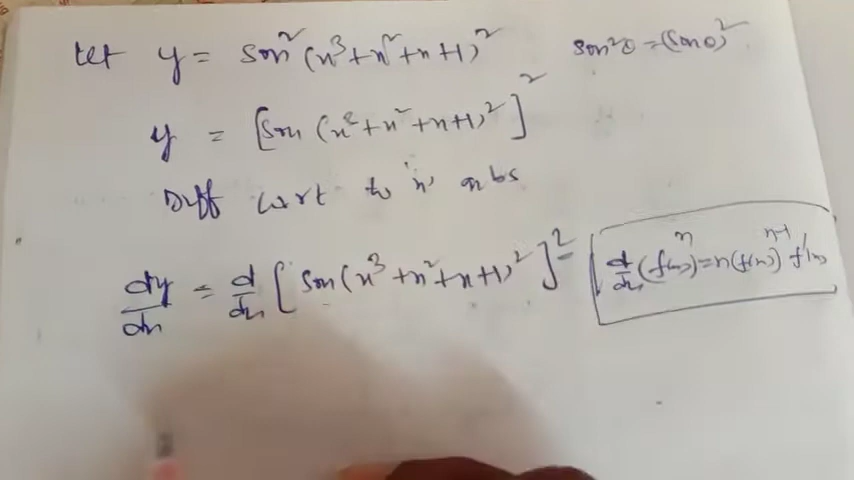 Let y = Sin² (x³+x²+x+1)² Sin²θ = (Sinθ)²
y = [Sin (x³+x²+x+1)²]²
Diff w.r.t to 'x' on b.s
dy/dx = d/dx [Sin(x³+x²+x+1)²]² d/dx (f(x))ⁿ = n(f(x))ⁿ⁻¹ f'(x)